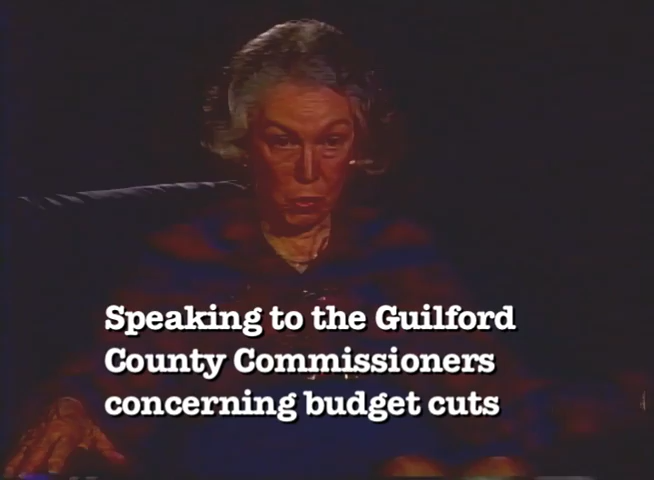 Speaking to the Guilford
County Commissioners
concerning budget cuts